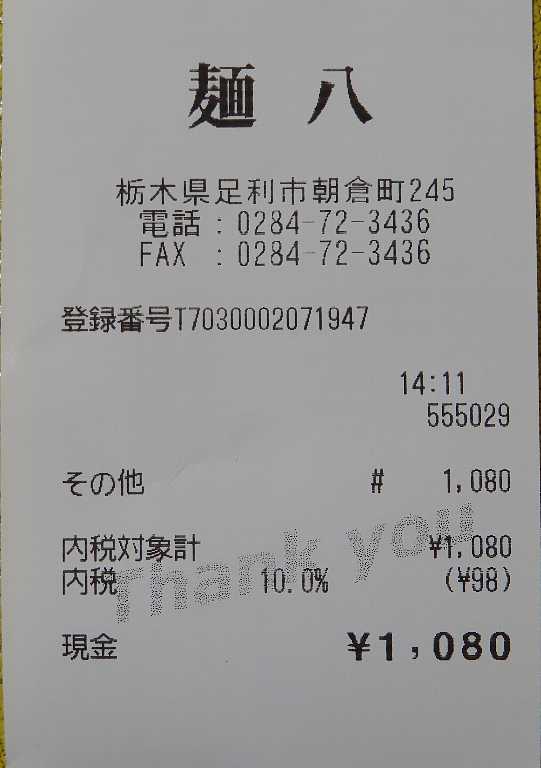 麺 八
栃木県足利市朝倉町245
電話 : 0284-72-3436
FAX : 0284-72-3436
登録番号T7030002071947
14:11
555029
その他 # 1,080
内税対象計 ¥1,080
内税 10.0% (¥98)
Thank you
現金 ¥1,080